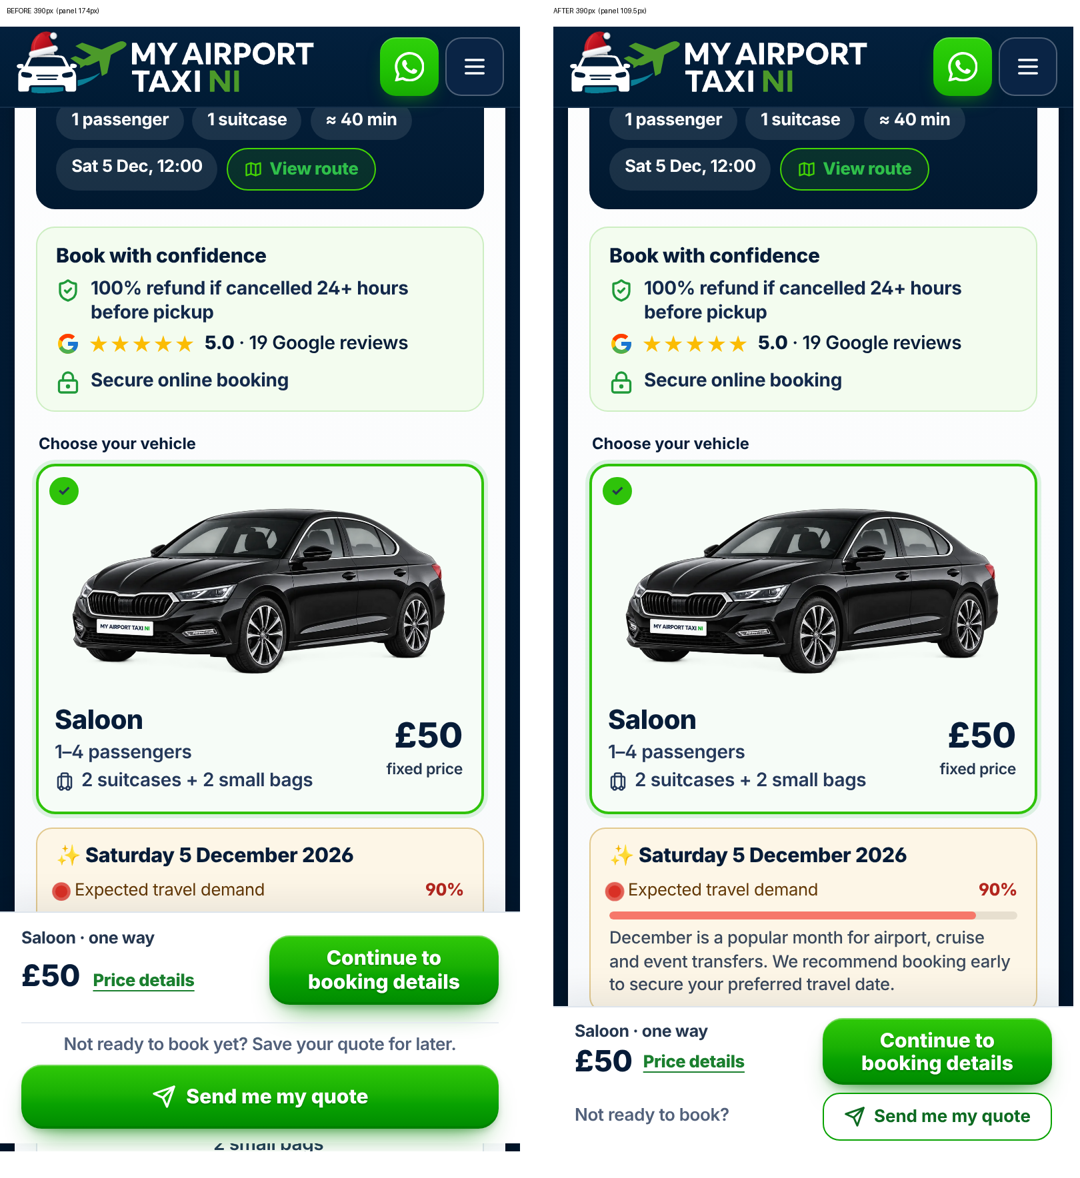 BEFORE 390px (panel 174px)
MY AIRPORT
TAXI NI
1 passenger
1 suitcase
≈ 40 min
Sat 5 Dec, 12:00
View route
Book with confidence
100% refund if cancelled 24+ hours
before pickup
5.0 · 19 Google reviews
Secure online booking
Choose your vehicle
MY AIRPORT TAXI NI
Saloon
1–4 passengers
2 suitcases + 2 small bags
£50
fixed price
✨ Saturday 5 December 2026
Expected travel demand
90%
Saloon · one way
£50 Price details
Continue to
booking details
Not ready to book yet? Save your quote for later.
Send me my quote
2 small bags
AFTER 390px (panel 109.5px)
MY AIRPORT
TAXI NI
1 passenger
1 suitcase
≈ 40 min
Sat 5 Dec, 12:00
View route
Book with confidence
100% refund if cancelled 24+ hours
before pickup
5.0 · 19 Google reviews
Secure online booking
Choose your vehicle
MY AIRPORT TAXI NI
Saloon
1–4 passengers
2 suitcases + 2 small bags
£50
fixed price
✨ Saturday 5 December 2026
Expected travel demand
90%
December is a popular month for airport, cruise
and event transfers. We recommend booking early
to secure your preferred travel date.
Saloon · one way
£50 Price details
Continue to
booking details
Not ready to book?
Send me my quote